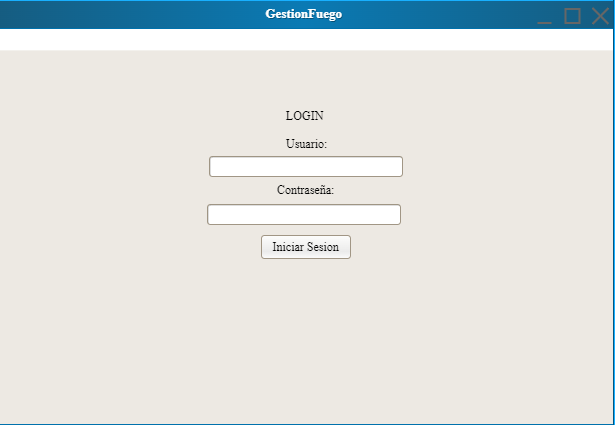 GestionFuego
LOGIN
Usuario:
Contraseña:
Iniciar Sesion